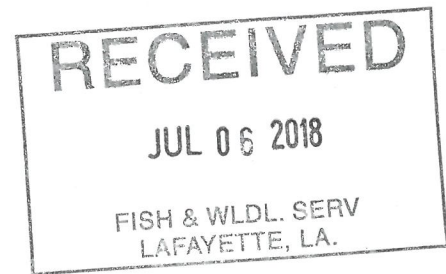 RECEIVED
JUL 06 2018
FISH & WLDL. SERV
LAFAYETTE, LA.